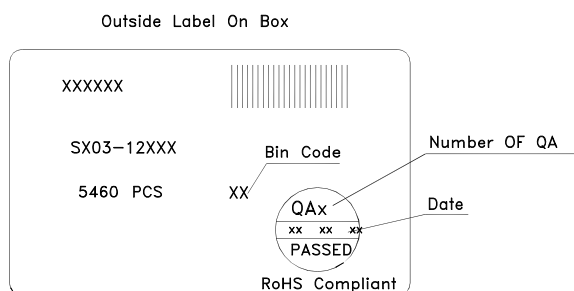 Outside Label On Box
XXXXXX
SX03-12XXX
Bin Code
Number OF QA
5460 PCS
XX
QAx
Date
xx xx xx
PASSED
RoHS Compliant